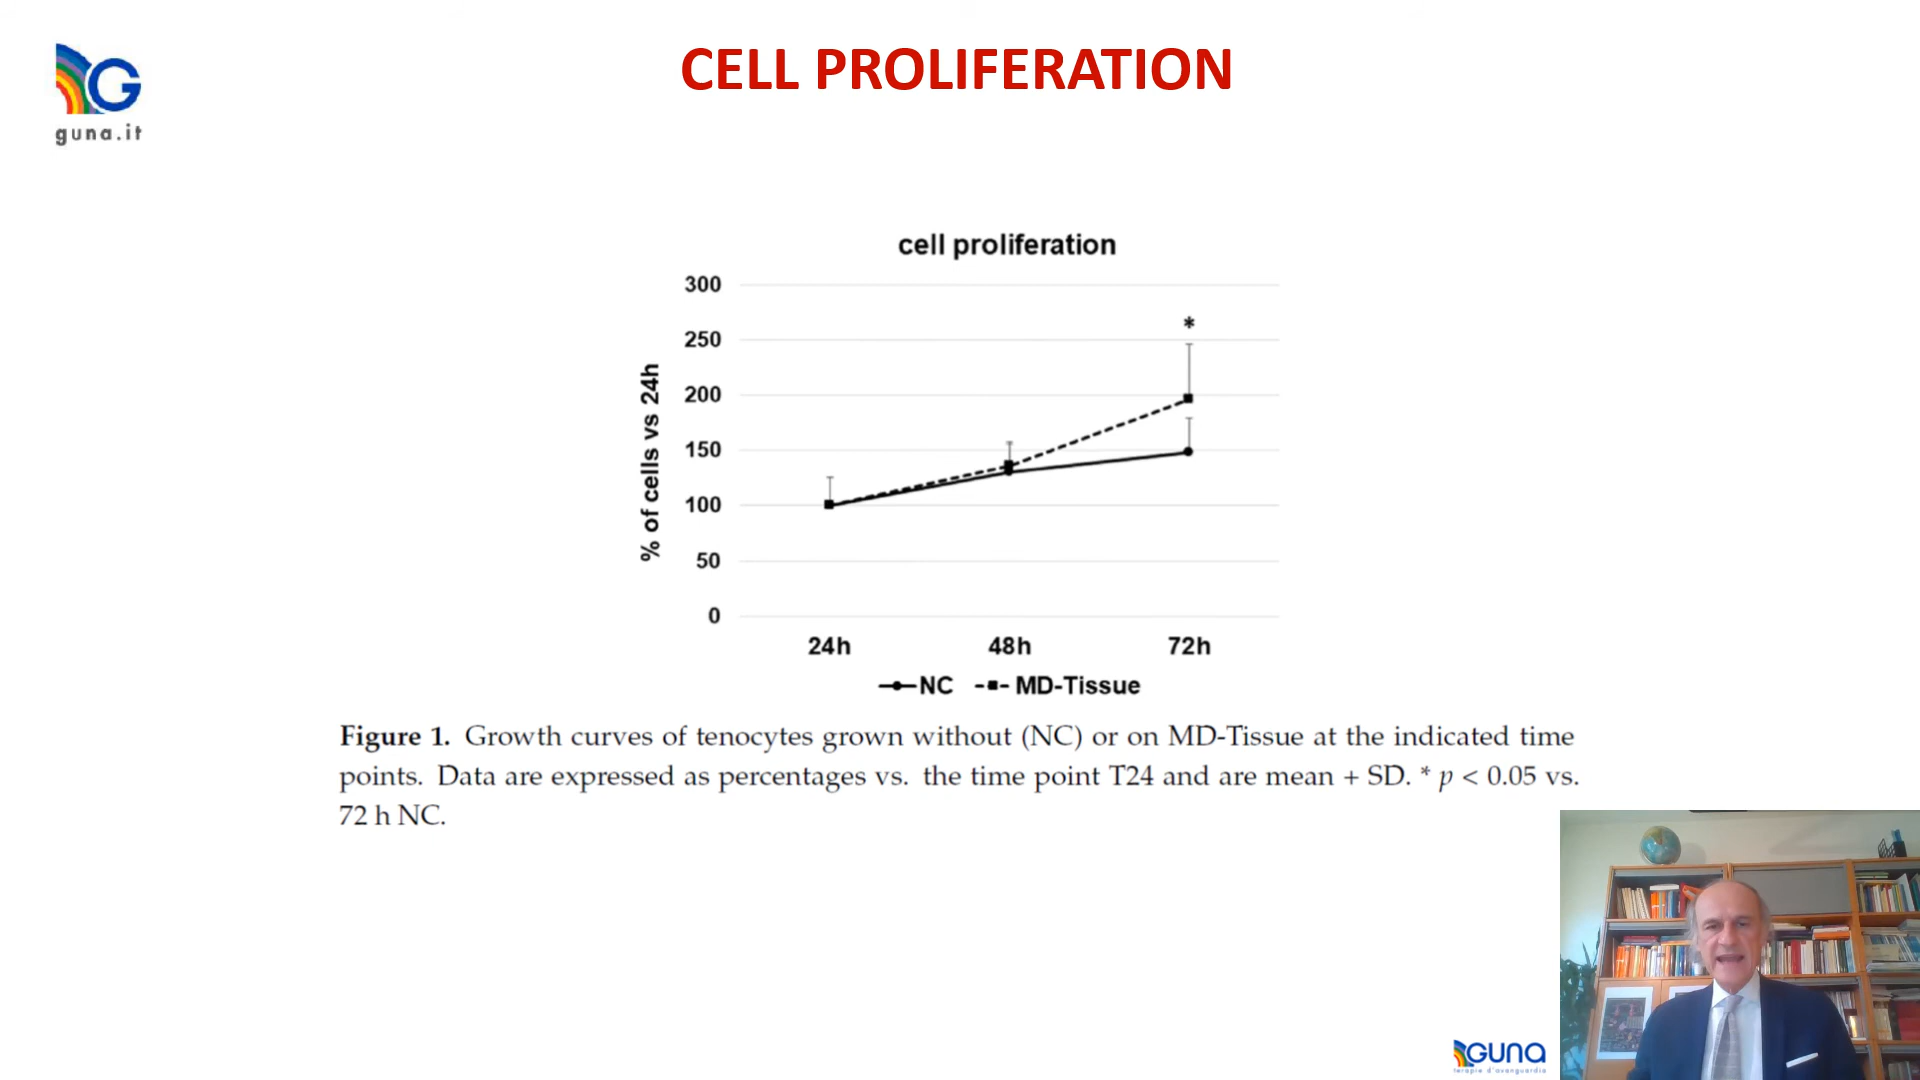 guna.it
CELL PROLIFERATION
cell proliferation
300
250
200
150
100
50
0
% of cells vs 24h
*
24h 48h 72h
NC MD-Tissue
Figure 1. Growth curves of tenocytes grown without (NC) or on MD-Tissue at the indicated time
points. Data are expressed as percentages vs. the time point T24 and are mean + SD. * p < 0.05 vs.
72 h NC.
GUNA
terapie d'avanguardia